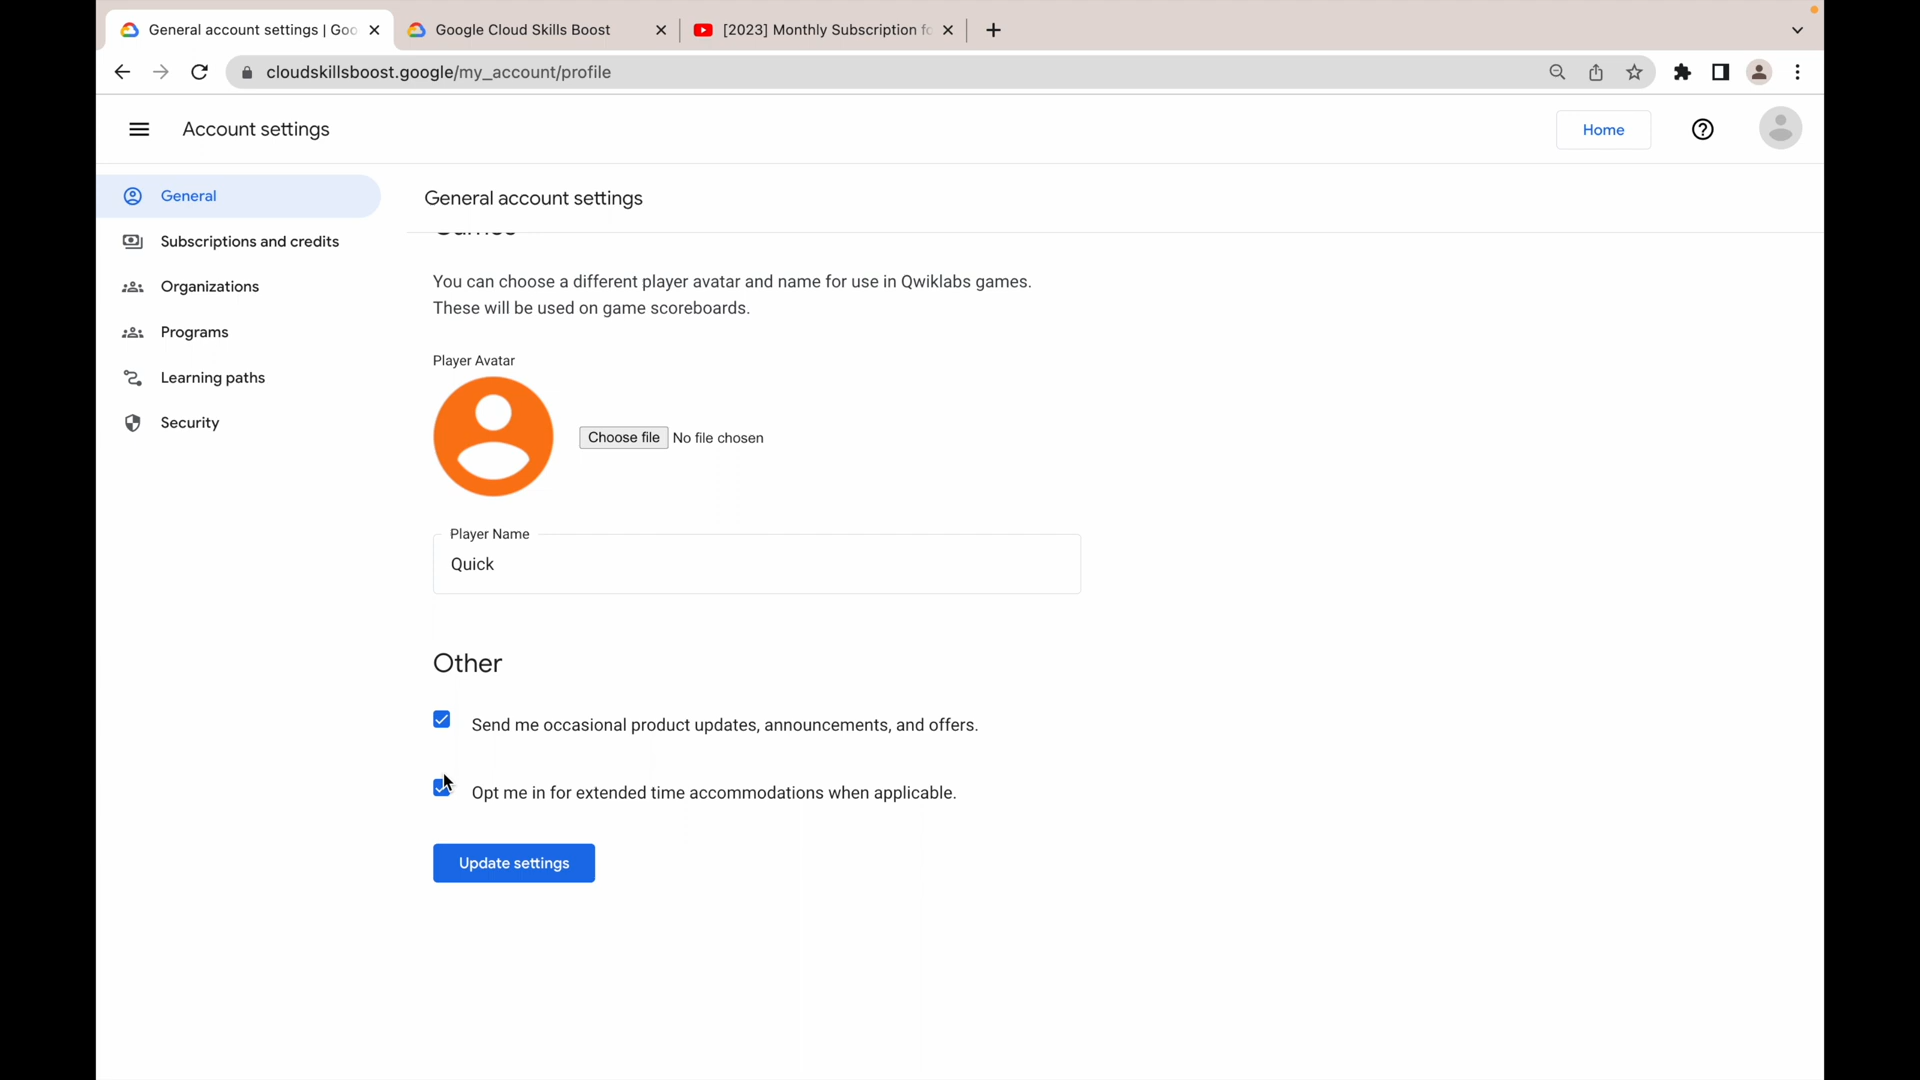 General account settings | Goo
Google Cloud Skills Boost
[2023] Monthly Subscription fo
cloudskillsboost.google/my_account/profile
Account settings
Home
General
Subscriptions and credits
Organizations
Programs
Learning paths
Security
General account settings
Games
You can choose a different player avatar and name for use in Qwiklabs games.
These will be used on game scoreboards.
Player Avatar
Choose file No file chosen
Player Name
Quick
Other
Send me occasional product updates, announcements, and offers.
Opt me in for extended time accommodations when applicable.
Update settings